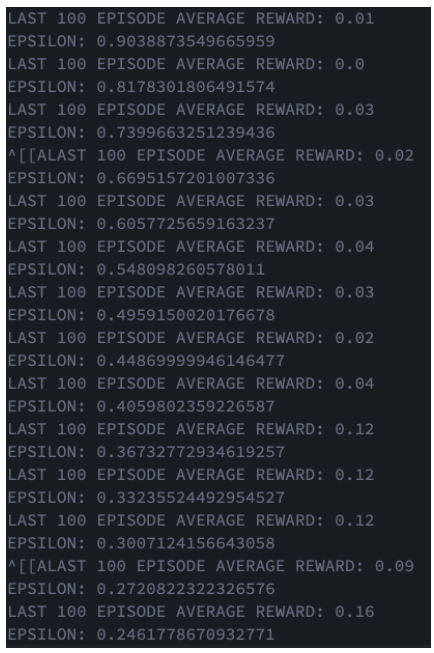 LAST 100 EPISODE AVERAGE REWARD: 0.01
EPSILON: 0.9038873549665959
LAST 100 EPISODE AVERAGE REWARD: 0.0
EPSILON: 0.8178301806491574
LAST 100 EPISODE AVERAGE REWARD: 0.03
EPSILON: 0.7399663251239436
^[[ALAST 100 EPISODE AVERAGE REWARD: 0.02
EPSILON: 0.6695157201007336
LAST 100 EPISODE AVERAGE REWARD: 0.03
EPSILON: 0.6057725659163237
LAST 100 EPISODE AVERAGE REWARD: 0.04
EPSILON: 0.548098260578011
LAST 100 EPISODE AVERAGE REWARD: 0.03
EPSILON: 0.4959150020176678
LAST 100 EPISODE AVERAGE REWARD: 0.02
EPSILON: 0.44869999946146477
LAST 100 EPISODE AVERAGE REWARD: 0.04
EPSILON: 0.4059802359226587
LAST 100 EPISODE AVERAGE REWARD: 0.12
EPSILON: 0.36732772934619257
LAST 100 EPISODE AVERAGE REWARD: 0.12
EPSILON: 0.33235524492954527
LAST 100 EPISODE AVERAGE REWARD: 0.12
EPSILON: 0.3007124156643058
^[[ALAST 100 EPISODE AVERAGE REWARD: 0.09
EPSILON: 0.2720822322326576
LAST 100 EPISODE AVERAGE REWARD: 0.16
EPSILON: 0.2461778670932771